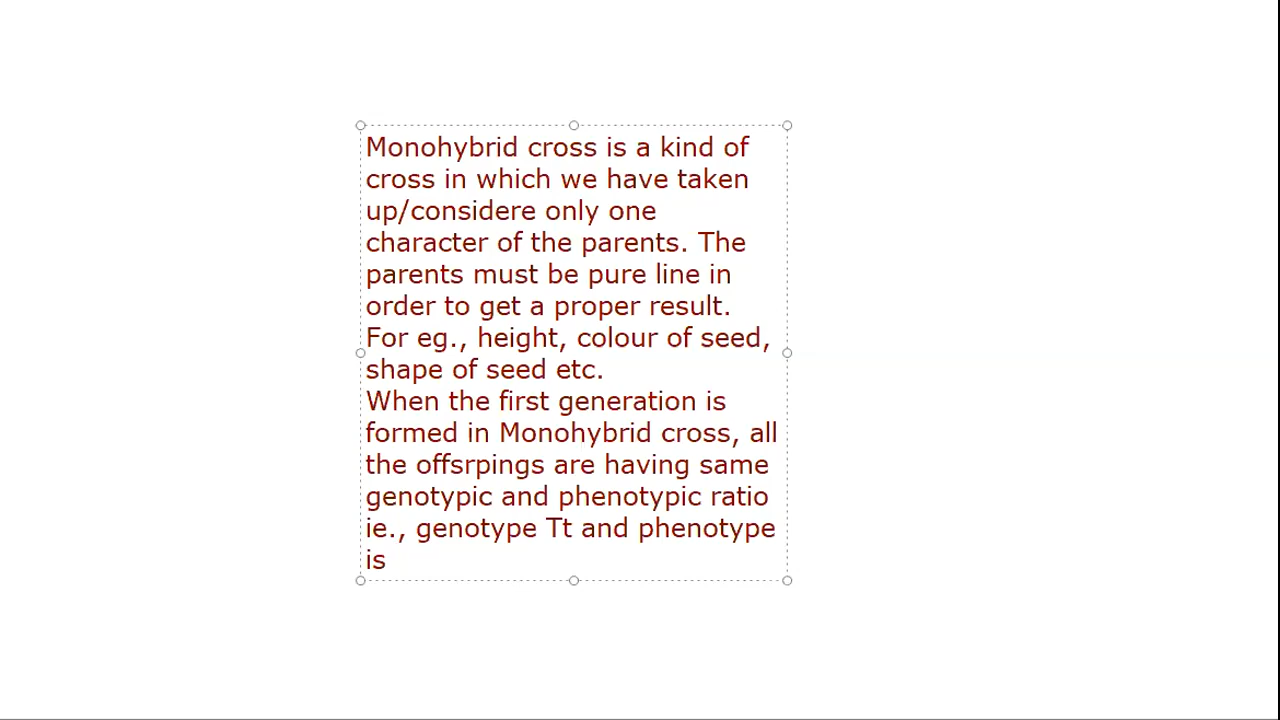 Monohybrid cross is a kind of
cross in which we have taken
up/considere only one
character of the parents. The
parents must be pure line in
order to get a proper result.
For eg., height, colour of seed,
shape of seed etc.
When the first generation is
formed in Monohybrid cross, all
the offsrpings are having same
genotypic and phenotypic ratio
ie., genotype Tt and phenotype
is